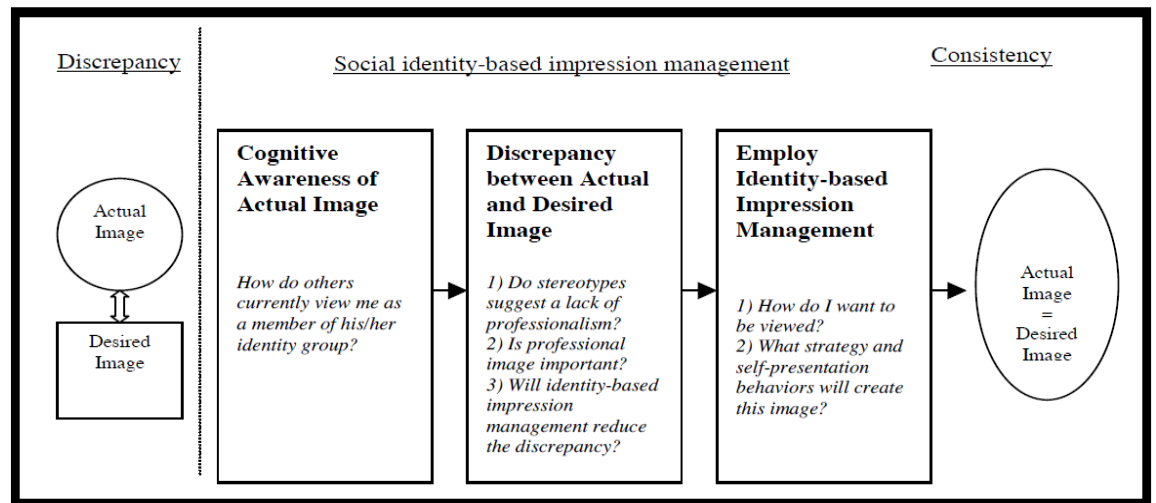 Discrepancy
Social identity-based impression management
Consistency
Actual
Image
Desired
Image
Cognitive
Awareness of
Actual Image
How do others
currently view me as
a member of his/her
identity group?
Discrepancy
between Actual
and Desired
Image
1) Do stereotypes
suggest a lack of
professionalism?
2) Is professional
image important?
3) Will identity-based
impression
management reduce
the discrepancy?
Employ
Identity-based
Impression
Management
1) How do I want to
be viewed?
2) What strategy and
self-presentation
behaviors will create
this image?
Actual
Image
=
Desired
Image